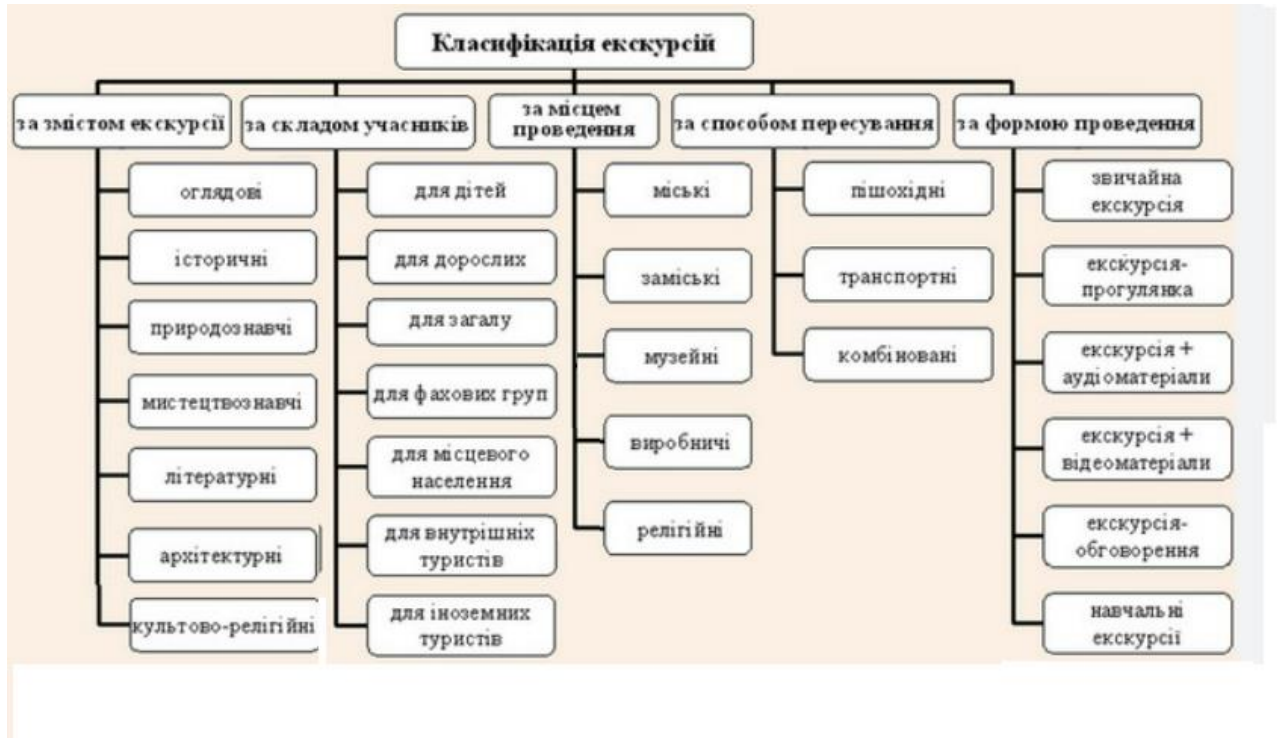 Класифікація екскурсій
за змістом екскурсії
оглядові
історичні
природознавчі
мистецтвознавчі
літературні
архітектурні
культово-релігійні
за складом учасників
для дітей
для дорослих
для загалу
для фахових груп
для місцевого
населення
для внутрішніх
туристів
для іноземних
туристів
за місцем
проведення
міські
заміські
музейні
виробничі
релігійні
за способом пересування
пішохідні
транспортні
комбіновані
за формою проведення
звичайна
екскурсія
екскурсія-
прогулянка
екскурсія +
аудіоматеріали
екскурсія +
відеоматеріали
екскурсія-
обговорення
навчальні
екскурсії